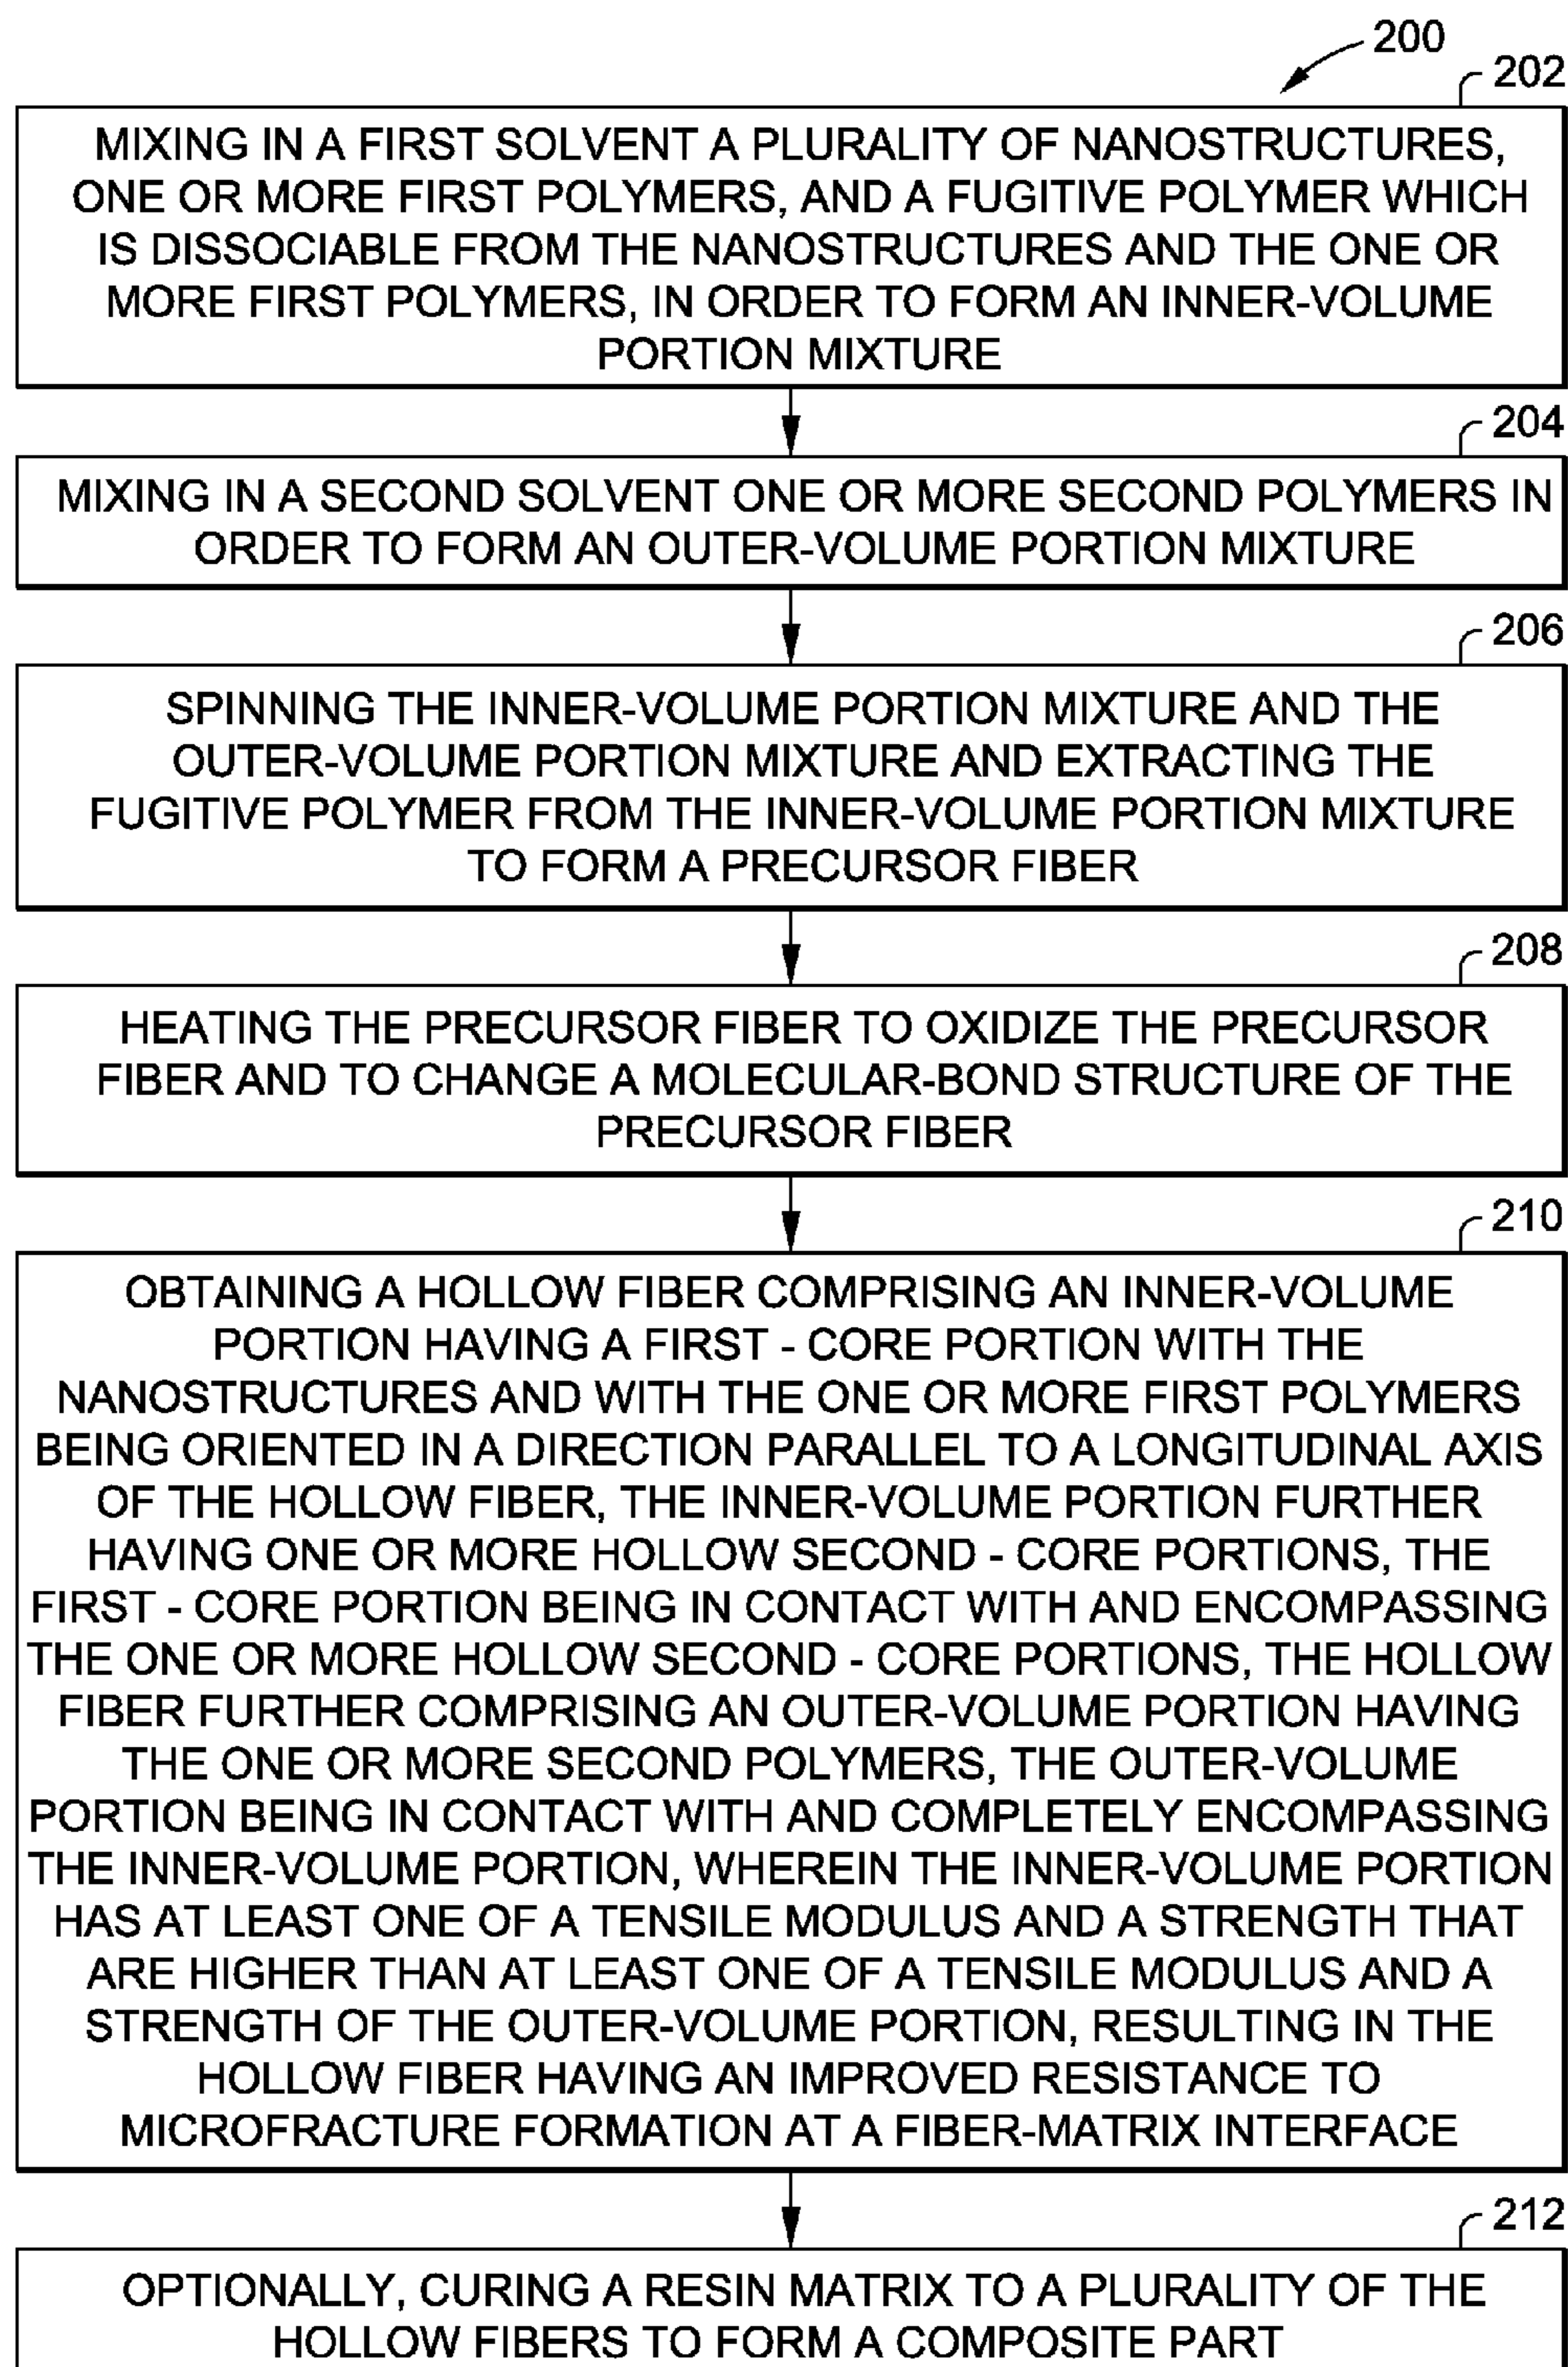 200
202
MIXING IN A FIRST SOLVENT A PLURALITY OF NANOSTRUCTURES,
ONE OR MORE FIRST POLYMERS, AND A FUGITIVE POLYMER WHICH
IS DISSOCIABLE FROM THE NANOSTRUCTURES AND THE ONE OR
MORE FIRST POLYMERS, IN ORDER TO FORM AN INNER-VOLUME
PORTION MIXTURE
204
MIXING IN A SECOND SOLVENT ONE OR MORE SECOND POLYMERS IN
ORDER TO FORM AN OUTER-VOLUME PORTION MIXTURE
206
SPINNING THE INNER-VOLUME PORTION MIXTURE AND THE
OUTER-VOLUME PORTION MIXTURE AND EXTRACTING THE
FUGITIVE POLYMER FROM THE INNER-VOLUME PORTION MIXTURE
TO FORM A PRECURSOR FIBER
208
HEATING THE PRECURSOR FIBER TO OXIDIZE THE PRECURSOR
FIBER AND TO CHANGE A MOLECULAR-BOND STRUCTURE OF THE
PRECURSOR FIBER
210
OBTAINING A HOLLOW FIBER COMPRISING AN INNER-VOLUME
PORTION HAVING A FIRST - CORE PORTION WITH THE
NANOSTRUCTURES AND WITH THE ONE OR MORE FIRST POLYMERS
BEING ORIENTED IN A DIRECTION PARALLEL TO A LONGITUDINAL AXIS
OF THE HOLLOW FIBER, THE INNER-VOLUME PORTION FURTHER
HAVING ONE OR MORE HOLLOW SECOND - CORE PORTIONS, THE
FIRST - CORE PORTION BEING IN CONTACT WITH AND ENCOMPASSING
THE ONE OR MORE HOLLOW SECOND - CORE PORTIONS, THE HOLLOW
FIBER FURTHER COMPRISING AN OUTER-VOLUME PORTION HAVING
THE ONE OR MORE SECOND POLYMERS, THE OUTER-VOLUME
PORTION BEING IN CONTACT WITH AND COMPLETELY ENCOMPASSING
THE INNER-VOLUME PORTION, WHEREIN THE INNER-VOLUME PORTION
HAS AT LEAST ONE OF A TENSILE MODULUS AND A STRENGTH THAT
ARE HIGHER THAN AT LEAST ONE OF A TENSILE MODULUS AND A
STRENGTH OF THE OUTER-VOLUME PORTION, RESULTING IN THE
HOLLOW FIBER HAVING AN IMPROVED RESISTANCE TO
MICROFRACTURE FORMATION AT A FIBER-MATRIX INTERFACE
212
OPTIONALLY, CURING A RESIN MATRIX TO A PLURALITY OF THE
HOLLOW FIBERS TO FORM A COMPOSITE PART